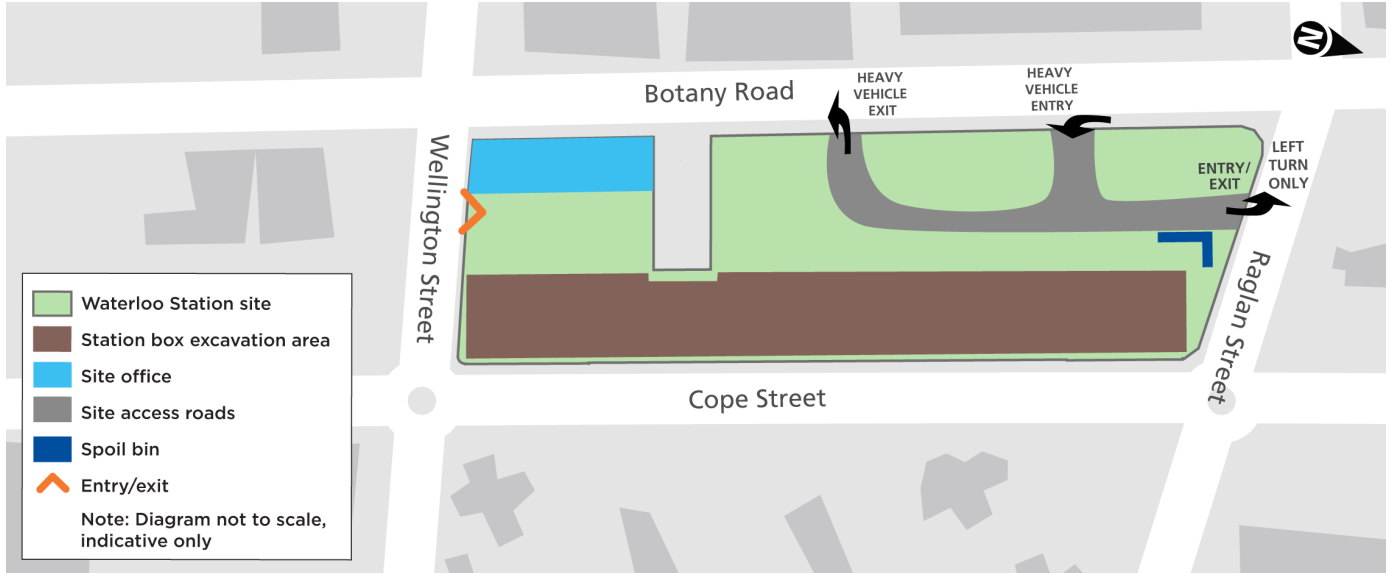 N
Botany Road
HEAVY
VEHICLE
EXIT
HEAVY
VEHICLE
ENTRY
LEFT
TURN
ONLY
ENTRY/
EXIT
Wellington Street
Raglan Street
Cope Street
Waterloo Station site
Station box excavation area
Site office
Site access roads
Spoil bin
Entry/exit
Note: Diagram not to scale,
indicative only